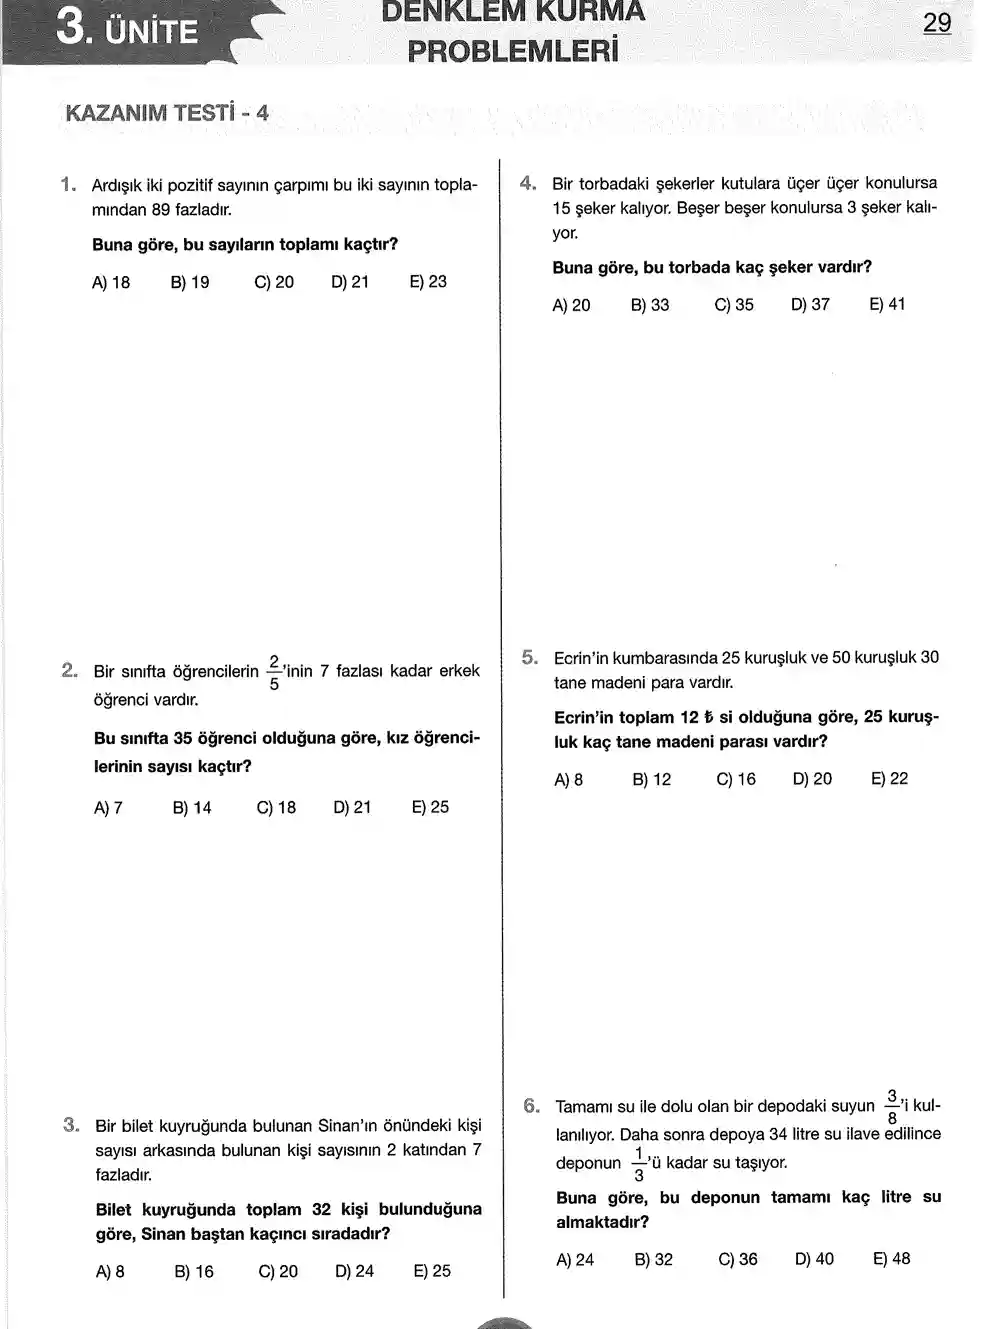 3. ÜNİTE
DENKLEM KURMA
PROBLEMLERİ
29
KAZANIM TESTİ - 4
1. Ardışık iki pozitif sayının çarpımı bu iki sayının topla-
mından 89 fazladır.
Buna göre, bu sayıların toplamı kaçtır?
A) 18 B) 19 C) 20 D) 21 E) 23
2. Bir sınıfta öğrencilerin 2/5'inin 7 fazlası kadar erkek
öğrenci vardır.
Bu sınıfta 35 öğrenci olduğuna göre, kız öğrenci-
lerinin sayısı kaçtır?
A) 7 B) 14 C) 18 D) 21 E) 25
3. Bir bilet kuyruğunda bulunan Sinan'ın önündeki kişi
sayısı arkasında bulunan kişi sayısının 2 katından 7
fazladır.
Bilet kuyruğunda toplam 32 kişi bulunduğuna
göre, Sinan baştan kaçıncı sıradadır?
A) 8 B) 16 C) 20 D) 24 E) 25
4. Bir torbadaki şekerler kutulara üçer üçer konulursa
15 şeker kalıyor. Beşer beşer konulursa 3 şeker kalı-
yor.
Buna göre, bu torbada kaç şeker vardır?
A) 20 B) 33 C) 35 D) 37 E) 41
5. Ecrin'in kumbarasında 25 kuruşluk ve 50 kuruşluk 30
tane madeni para vardır.
Ecrin'in toplam 12 ₺ si olduğuna göre, 25 kuruş-
luk kaç tane madeni parası vardır?
A) 8 B) 12 C) 16 D) 20 E) 22
6. Tamamı su ile dolu olan bir depodaki suyun 3/8'i kul-
lanılıyor. Daha sonra depoya 34 litre su ilave edilince
deponun 1/3'ü kadar su taşıyor.
Buna göre, bu deponun tamamı kaç litre su
almaktadır?
A) 24 B) 32 C) 36 D) 40 E) 48